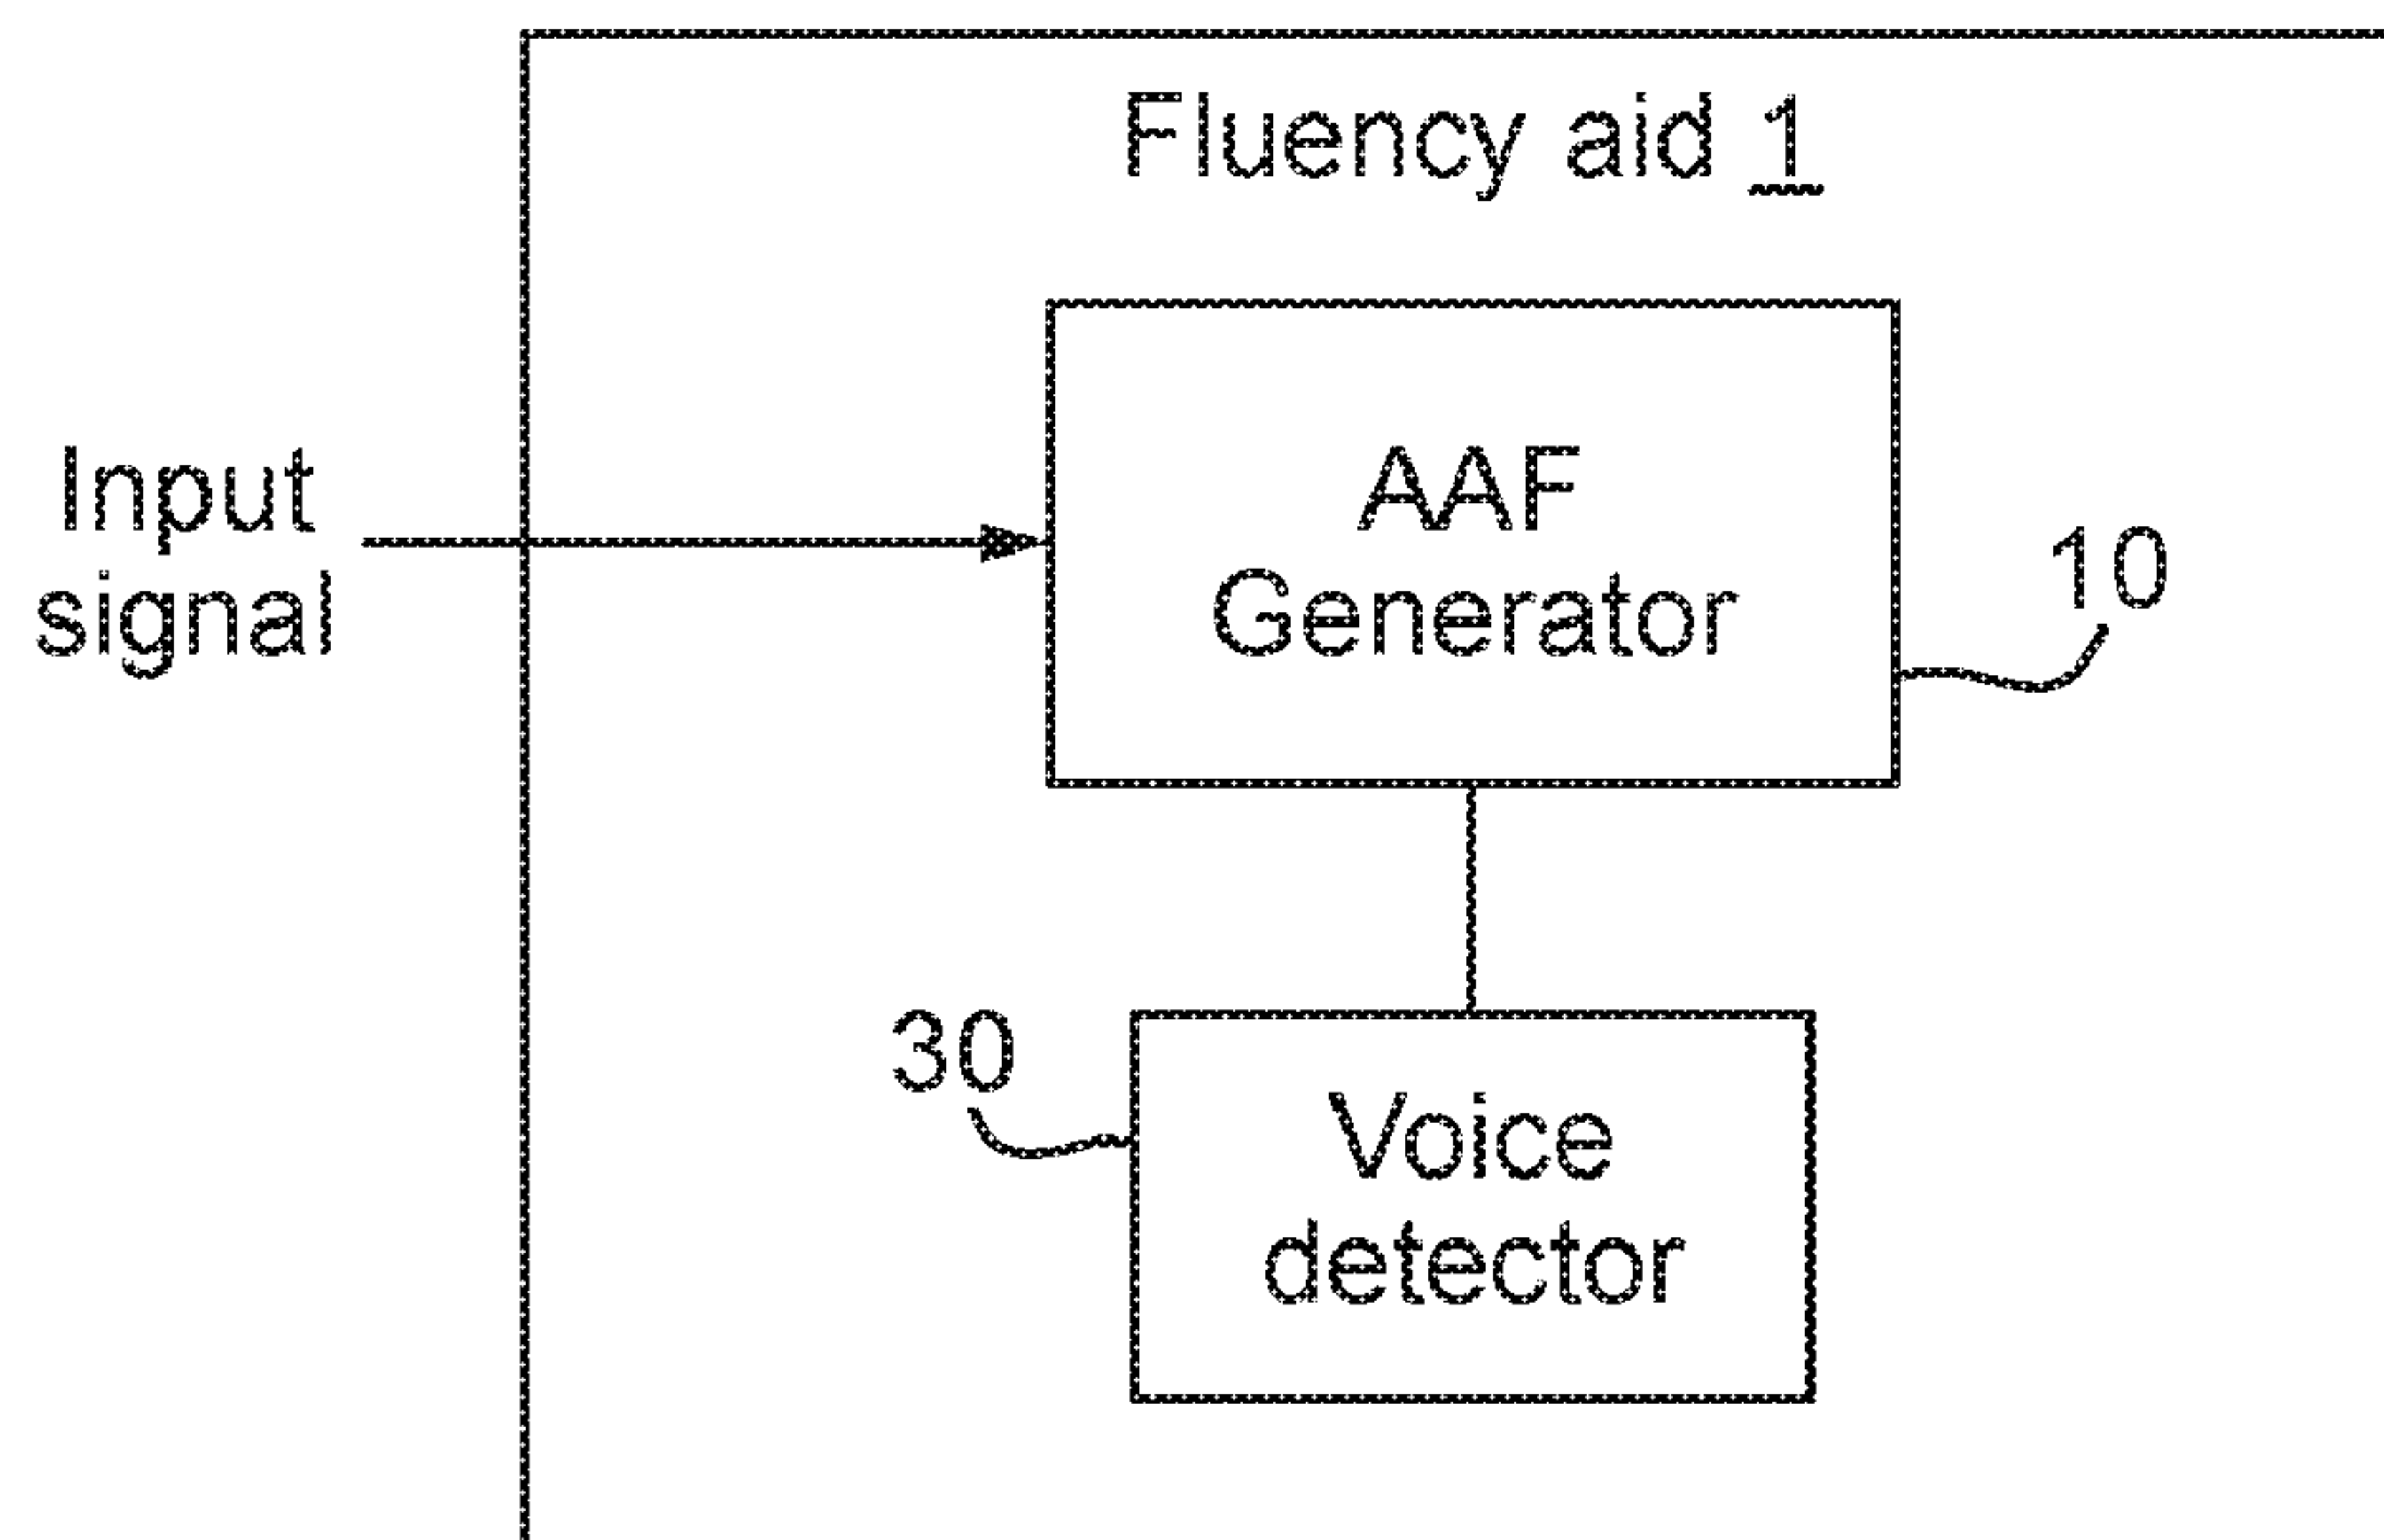 Fluency aid 1
Input
signal
AAF
Generator
10
30
Voice
detector